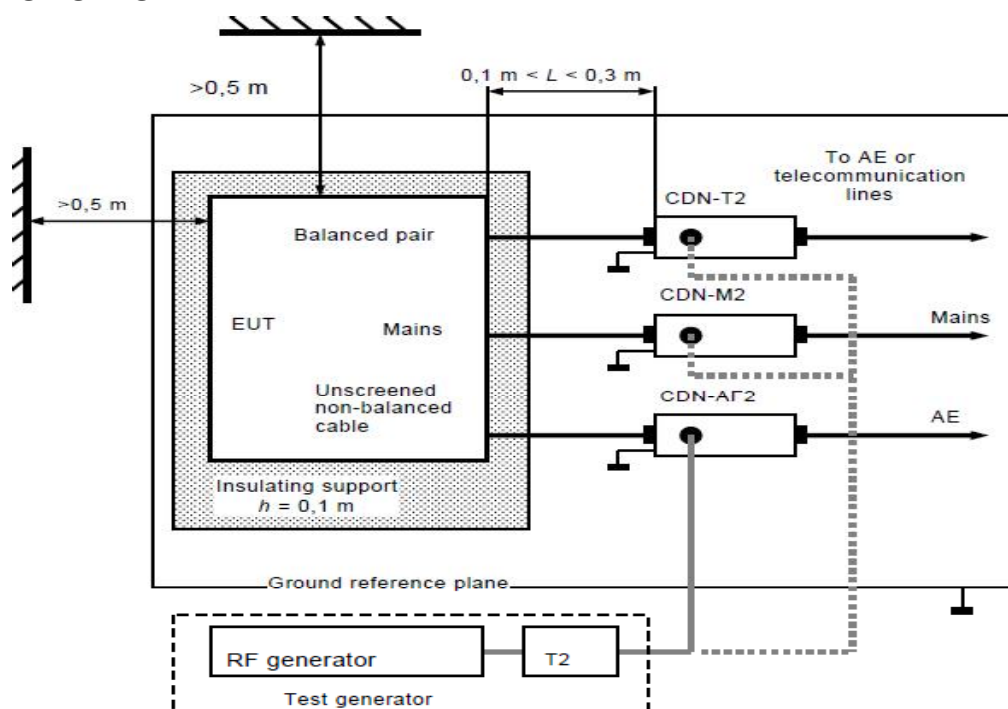 >0,5 m
0,1 m < L < 0,3 m
>0,5 m
To AE or
telecommunication
lines
CDN-T2
Balanced pair
CDN-M2
EUT
Mains
Mains
Unscreened
non-balanced
cable
CDN-AF2
AE
Insulating support
h = 0,1 m
Ground reference plane
RF generator
T2
Test generator